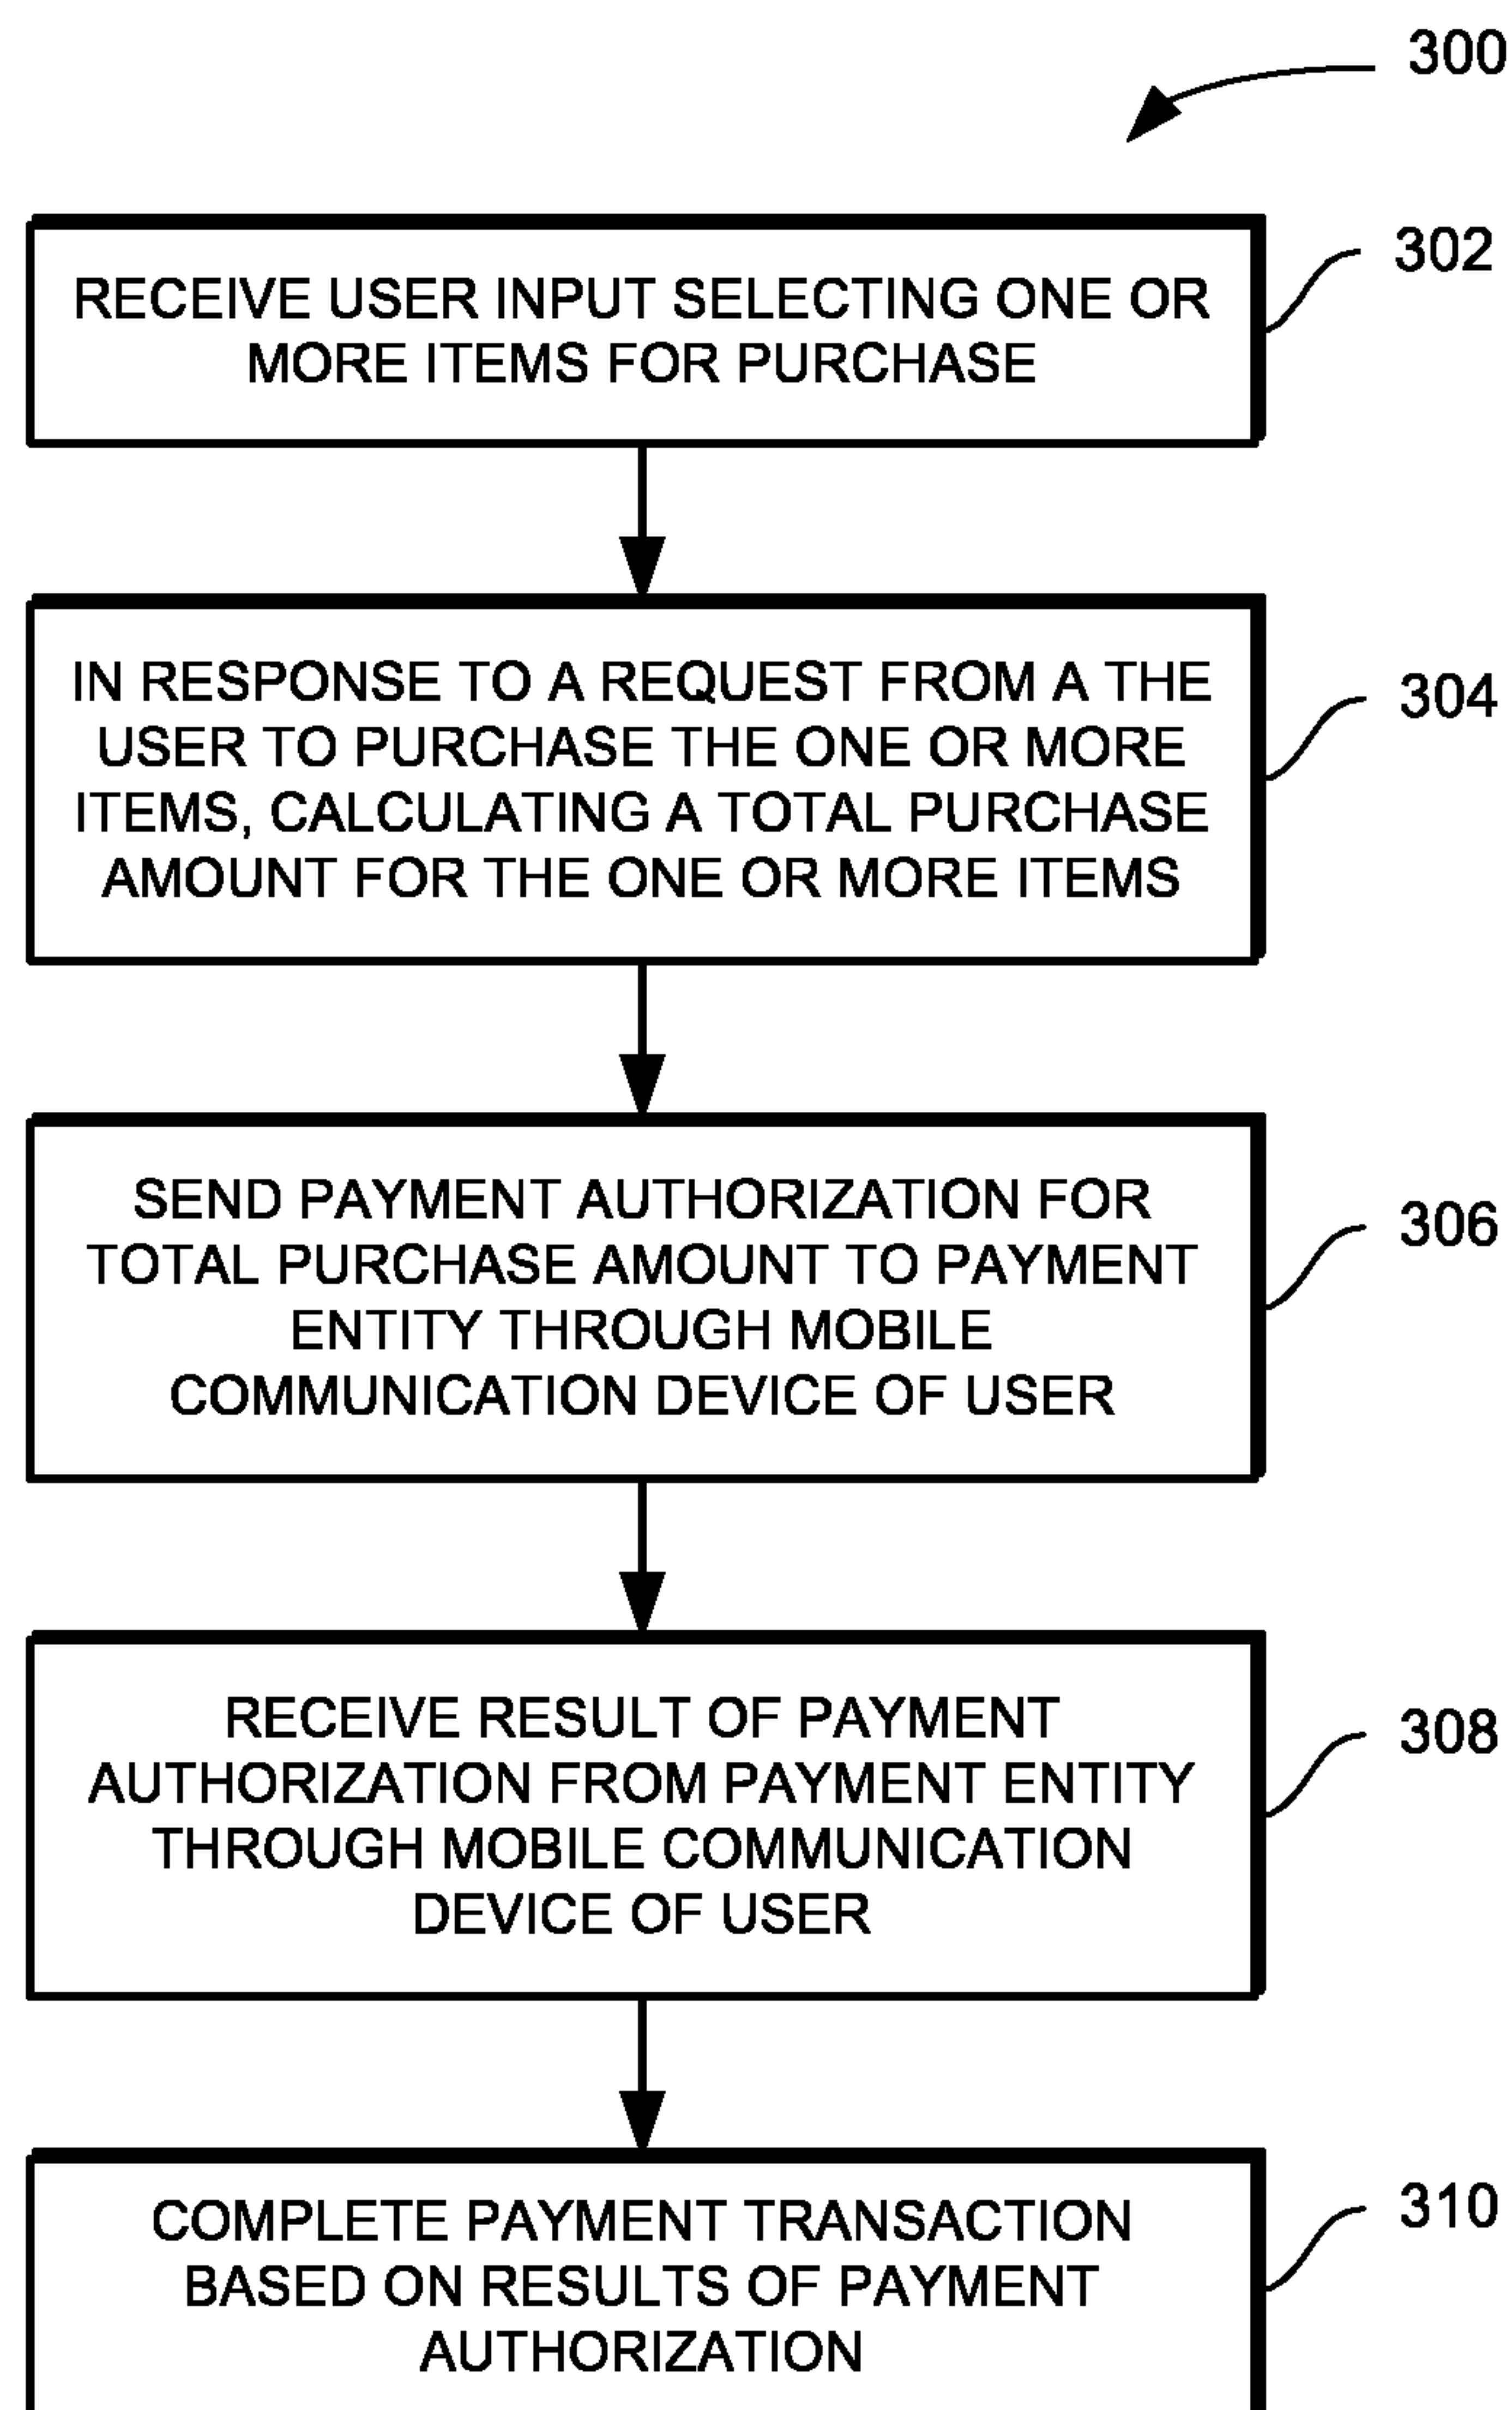 300
RECEIVE USER INPUT SELECTING ONE OR
MORE ITEMS FOR PURCHASE
302
IN RESPONSE TO A REQUEST FROM A THE
USER TO PURCHASE THE ONE OR MORE
ITEMS, CALCULATING A TOTAL PURCHASE
AMOUNT FOR THE ONE OR MORE ITEMS
304
SEND PAYMENT AUTHORIZATION FOR
TOTAL PURCHASE AMOUNT TO PAYMENT
ENTITY THROUGH MOBILE
COMMUNICATION DEVICE OF USER
306
RECEIVE RESULT OF PAYMENT
AUTHORIZATION FROM PAYMENT ENTITY
THROUGH MOBILE COMMUNICATION
DEVICE OF USER
308
COMPLETE PAYMENT TRANSACTION
BASED ON RESULTS OF PAYMENT
AUTHORIZATION
310